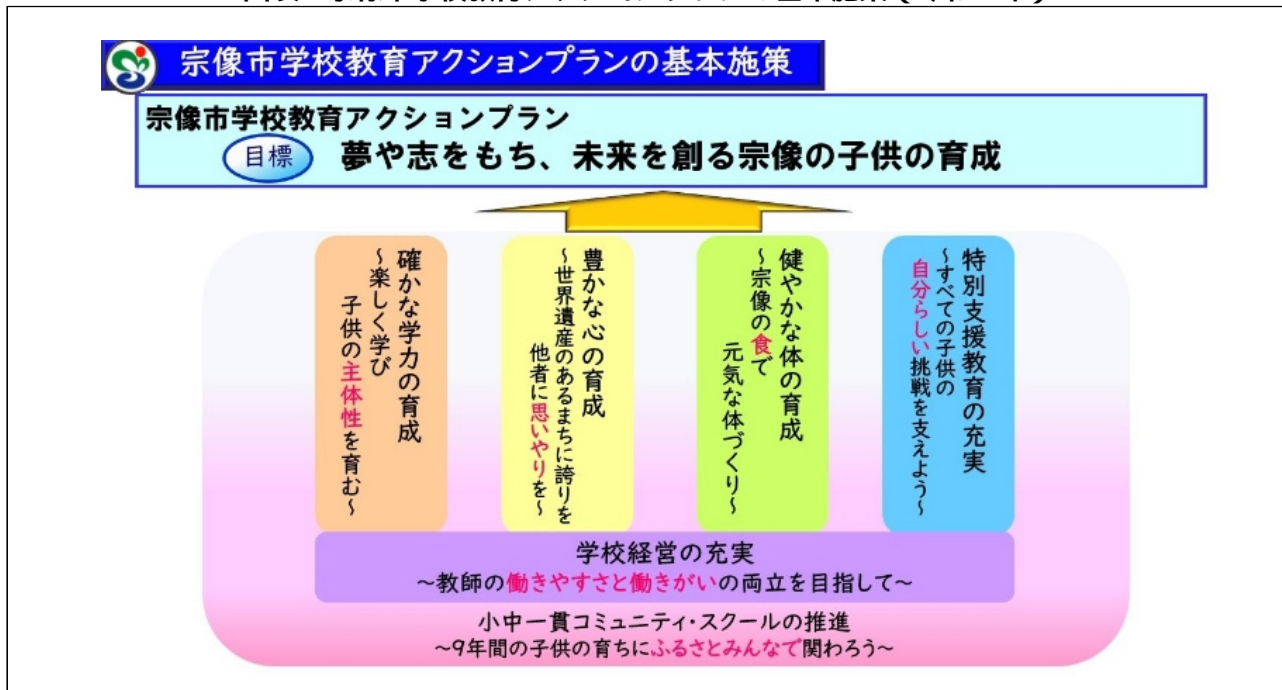 宗像市学校教育アクションプランの基本施策
宗像市学校教育アクションプラン
目標
夢や志をもち、未来を創る宗像の子供の育成
確かな学力の育成
～楽しく学び
子供の主体性を育む～
豊かな心の育成
～世界遺産のあるまちに誇りを
他者に思いやりを～
健やかな体の育成
～宗像の食で
元気な体づくり～
特別支援教育の充実
～すべての子供の
自分らしい挑戦を支えよう～
学校経営の充実
～教師の働きやすさと働きがいの両立を目指して～
小中一貫コミュニティ・スクールの推進
～9年間の子供の育ちにふるさとみんなで関わろう～